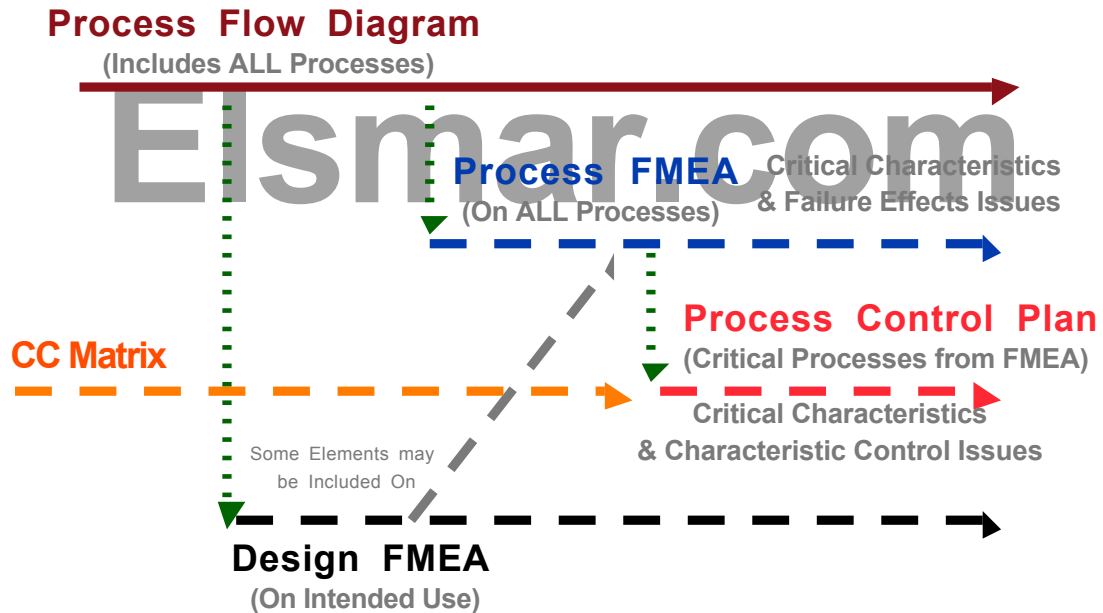 Process Flow Diagram
(Includes ALL Processes)
Elsmar.com
Process FMEA
(On ALL Processes)
Critical Characteristics
& Failure Effects Issues
Process Control Plan
(Critical Processes from FMEA)
CC Matrix
Critical Characteristics
& Characteristic Control Issues
Some Elements may
be Included On
Design FMEA
(On Intended Use)